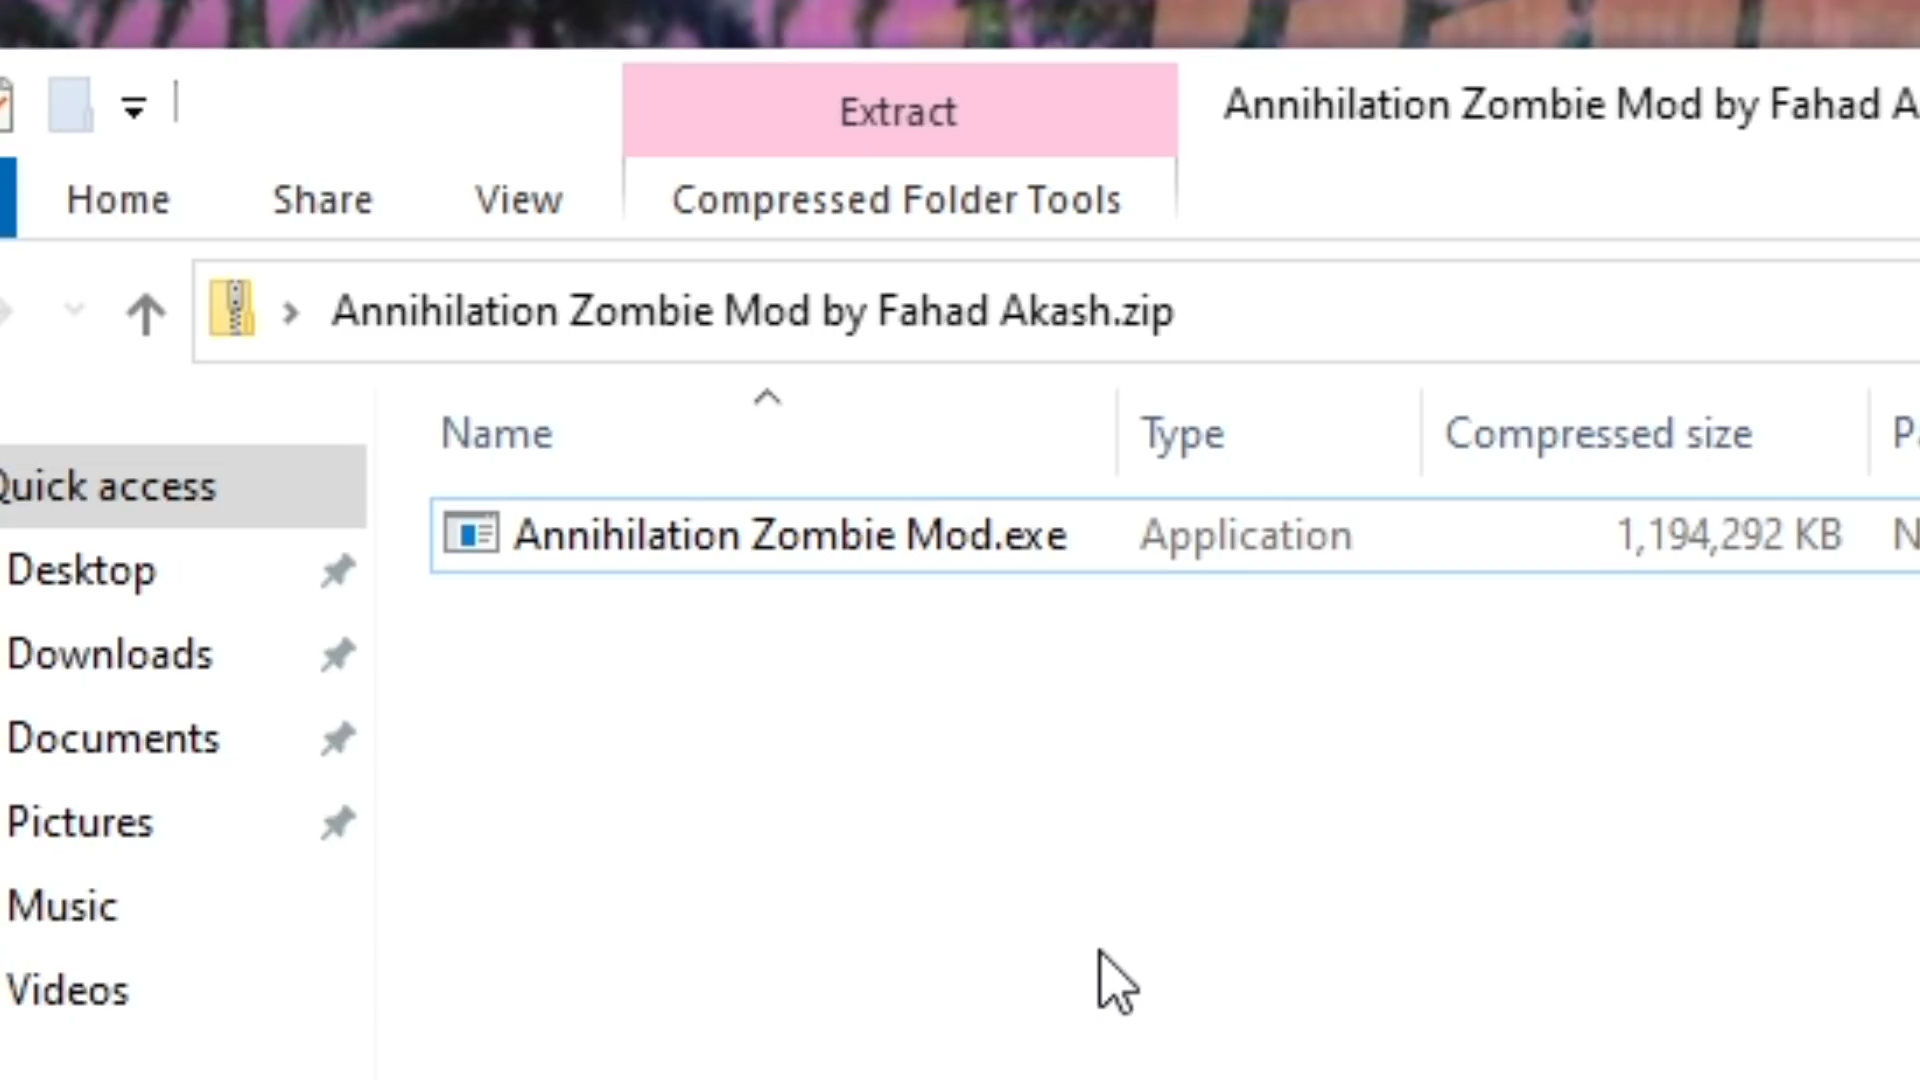 Extract
Annihilation Zombie Mod by Fahad A
Home
Share
View
Compressed Folder Tools
Annihilation Zombie Mod by Fahad Akash.zip
Name
Type
Compressed size
Quick access
Annihilation Zombie Mod.exe
Application
1,194,292 KB
Desktop
Downloads
Documents
Pictures
Music
Videos